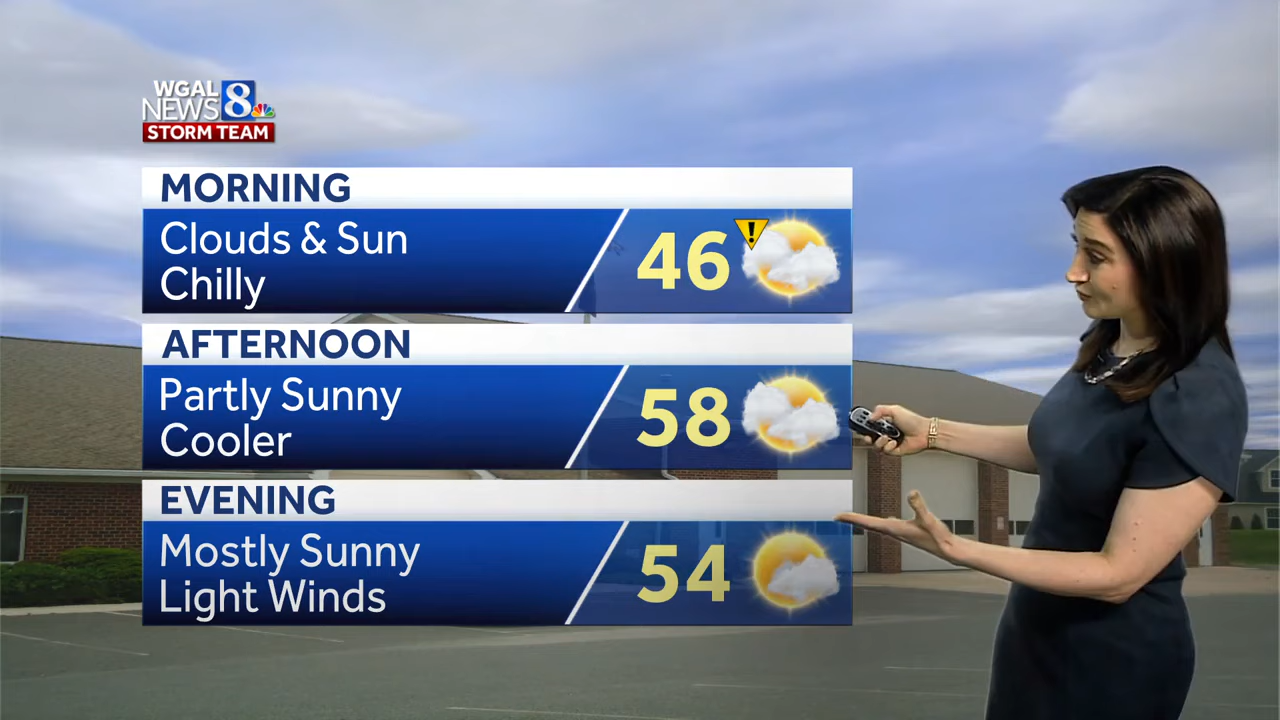 WGAL
NEWS 8
STORM TEAM
MORNING
Clouds & Sun
Chilly
46
!
AFTERNOON
Partly Sunny
Cooler
58
EVENING
Mostly Sunny
Light Winds
54